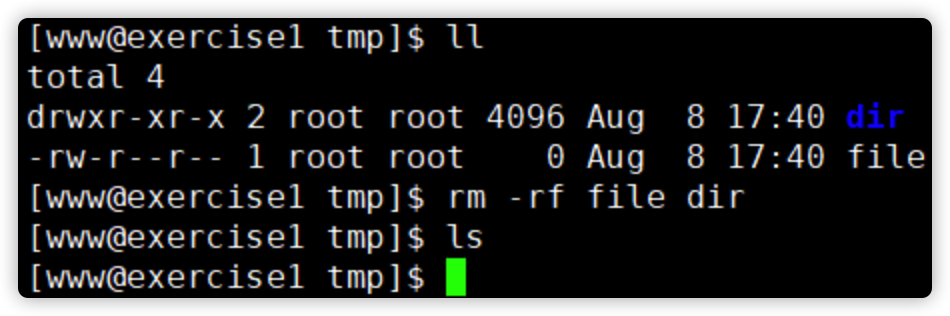 [www@exercise1 tmp]$ ll
total 4
drwxr-xr-x 2 root root 4096 Aug  8 17:40 dir
-rw-r--r-- 1 root root    0 Aug  8 17:40 file
[www@exercise1 tmp]$ rm -rf file dir
[www@exercise1 tmp]$ ls
[www@exercise1 tmp]$